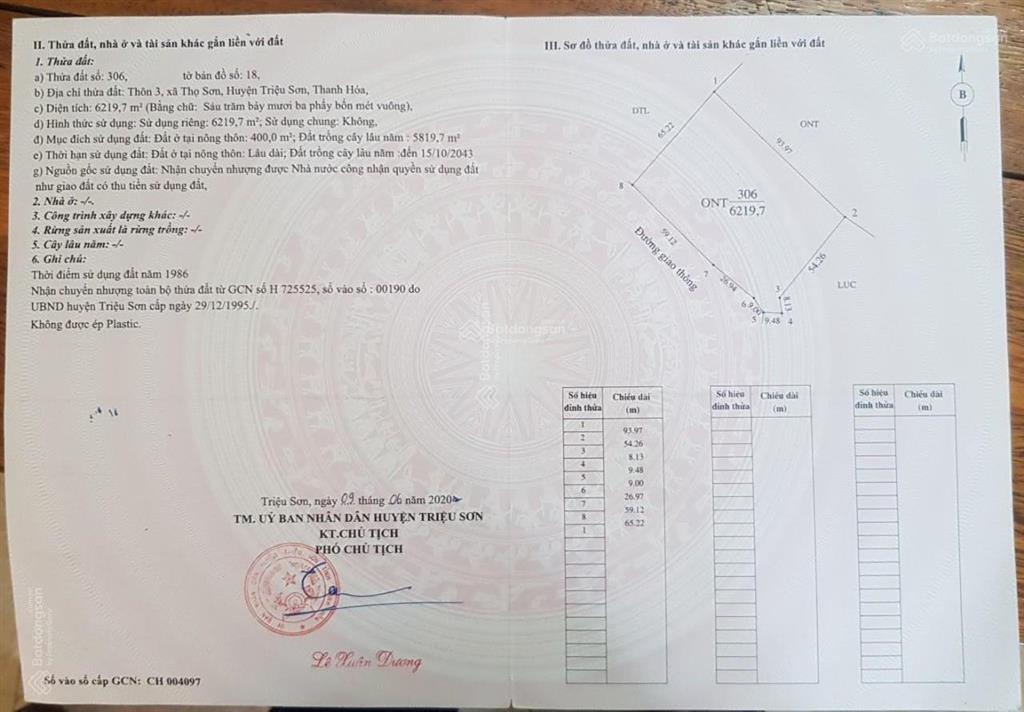 II. Thửa đất, nhà ở và tài sản khác gắn liền với đất
1. Thửa đất:
a) Thửa đất số: 306, tờ bản đồ số: 18,
b) Địa chỉ thửa đất: Thôn 3, xã Thọ Sơn, Huyện Triệu Sơn, Thanh Hóa,
c) Diện tích: 6219,7 m² (Bằng chữ: Sáu trăm bảy mươi ba phẩy bốn mét vuông),
d) Hình thức sử dụng: Sử dụng riêng: 6219,7 m²; Sử dụng chung: Không,
đ) Mục đích sử dụng đất: Đất ở tại nông thôn: 400,0 m²; Đất trồng cây lâu năm : 5819,7 m²
e) Thời hạn sử dụng đất: Đất ở tại nông thôn: Lâu dài; Đất trồng cây lâu năm :đến 15/10/2043
g) Nguồn gốc sử dụng đất: Nhận chuyển nhượng được Nhà nước công nhận quyền sử dụng đất
như giao đất có thu tiền sử dụng đất,
2. Nhà ở: -/-.
3. Công trình xây dựng khác: -/-
4. Rừng sản xuất là rừng trồng: -/-
5. Cây lâu năm: -/-
6. Ghi chú:
Thời điểm sử dụng đất năm 1986
Nhận chuyển nhượng toàn bộ thửa đất từ GCN số H 725525, số vào sổ : 00190 do
UBND huyện Triệu Sơn cấp ngày 29/12/1995./.
Không được ép Plastic.
Triệu Sơn, ngày 09 tháng 06 năm 2020
TM. UỶ BAN NHÂN DÂN HUYỆN TRIỆU SƠN
KT.CHỦ TỊCH
PHÓ CHỦ TỊCH
Lê Xuân Dương
Số vào sổ cấp GCN: CH 004097
III. Sơ đồ thửa đất, nhà ở và tài sản khác gắn liền với đất
B
1
DTL
ONT
65.22
93.97
8
ONT 306
6219,7
2
59.12
Đường giao thông
54.26
7
LUC
26.94
3
8.13
6
9.00
5
9.48
4
Số hiệu đỉnh thửa
Chiều dài (m)
1
93.97
2
54.26
3
8.13
4
9.48
5
9.00
6
26.97
7
59.12
8
65.22
1
Số hiệu đỉnh thửa
Chiều dài (m)
Số hiệu đỉnh thửa
Chiều dài (m)
Batdongsan
Batdongsan
Batdongsan